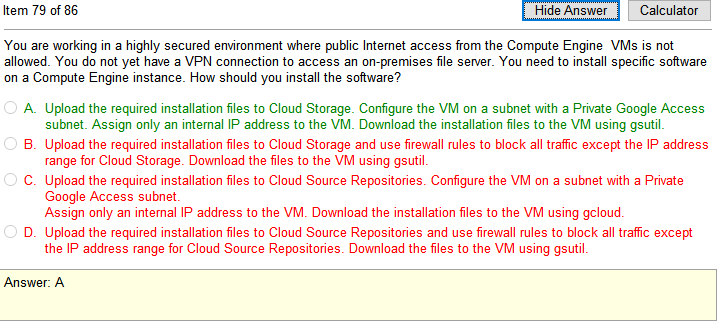 Item 79 of 86
Hide Answer
Calculator
You are working in a highly secured environment where public Internet access from the Compute Engine VMs is not
allowed. You do not yet have a VPN connection to access an on-premises file server. You need to install specific software
on a Compute Engine instance. How should you install the software?
A. Upload the required installation files to Cloud Storage. Configure the VM on a subnet with a Private Google Access
subnet. Assign only an internal IP address to the VM. Download the installation files to the VM using gsutil.
B. Upload the required installation files to Cloud Storage and use firewall rules to block all traffic except the IP address
range for Cloud Storage. Download the files to the VM using gsutil.
C. Upload the required installation files to Cloud Source Repositories. Configure the VM on a subnet with a Private
Google Access subnet.
Assign only an internal IP address to the VM. Download the installation files to the VM using gcloud.
D. Upload the required installation files to Cloud Source Repositories and use firewall rules to block all traffic except
the IP address range for Cloud Source Repositories. Download the files to the VM using gsutil.
Answer: A